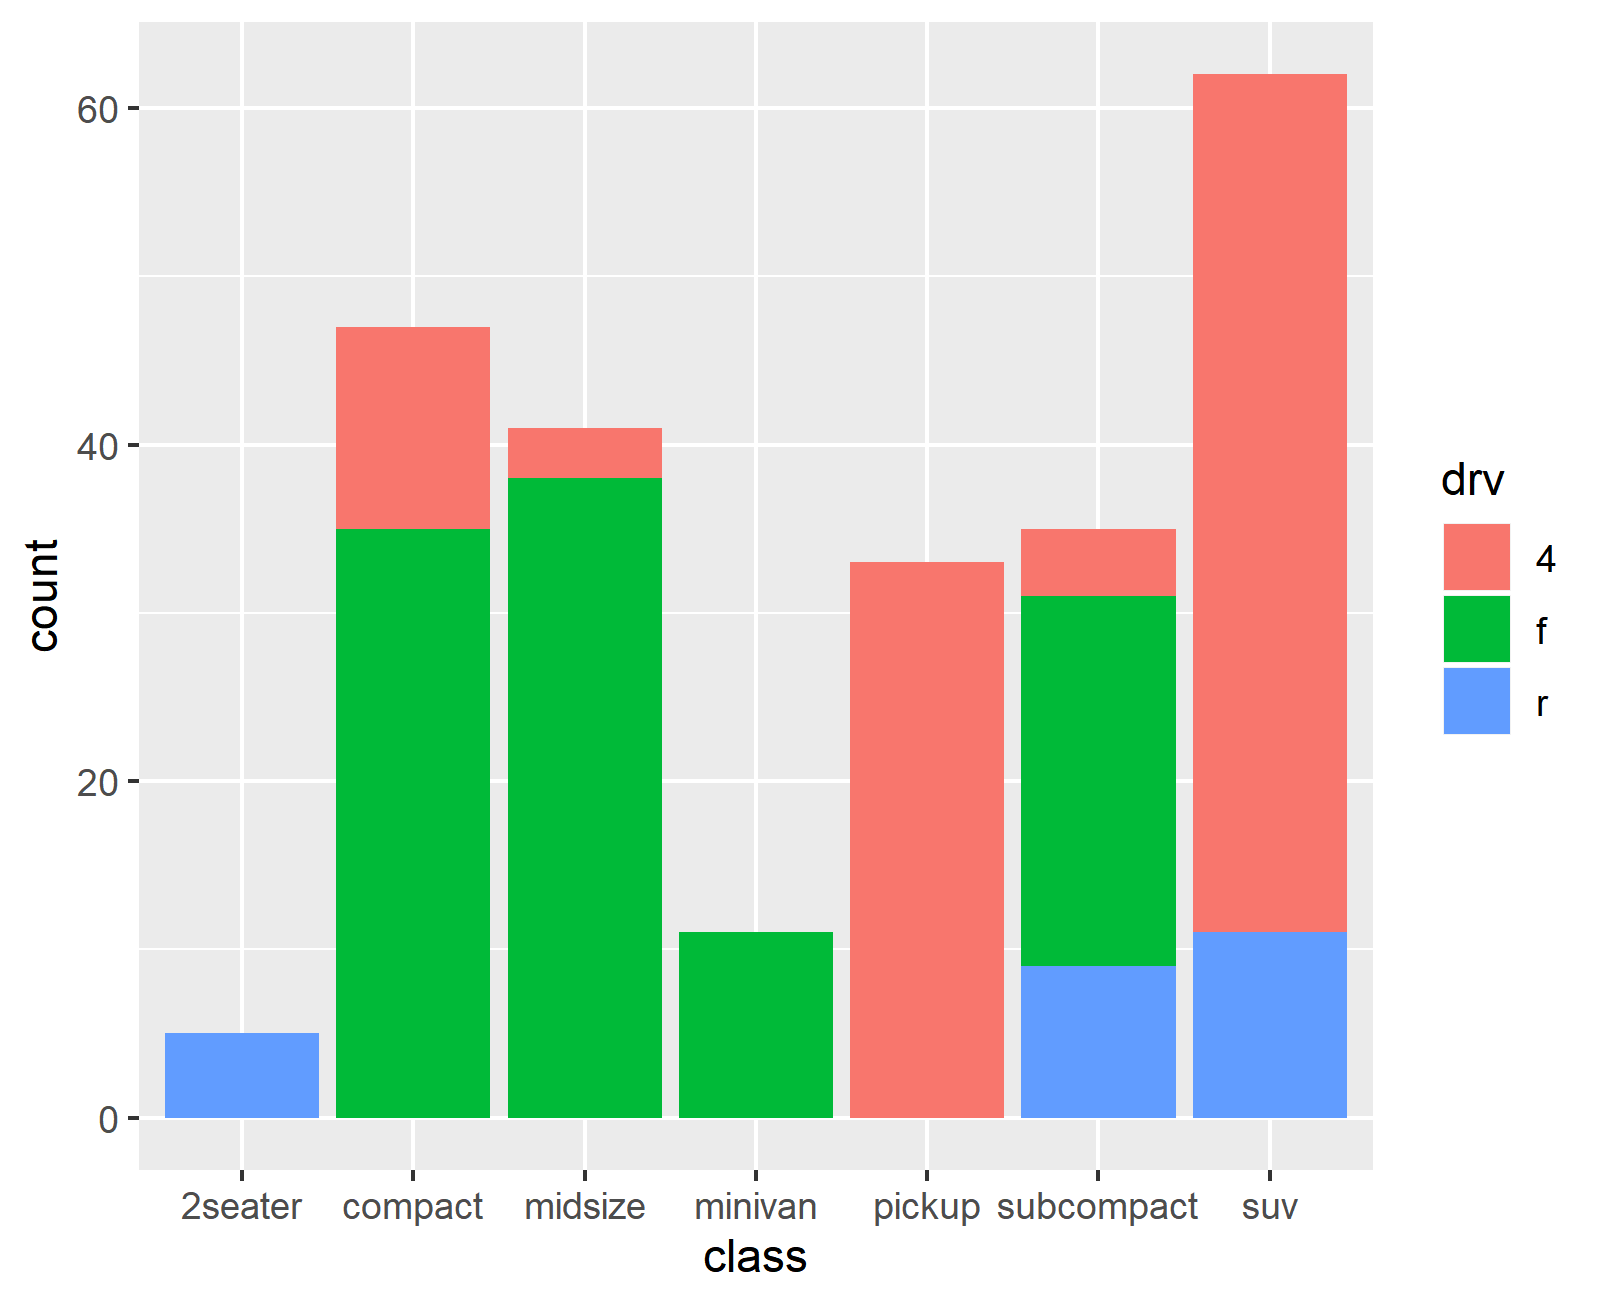 60
40
20
0
count
2seater compact midsize minivan pickup subcompact suv
class
drv
4
f
r